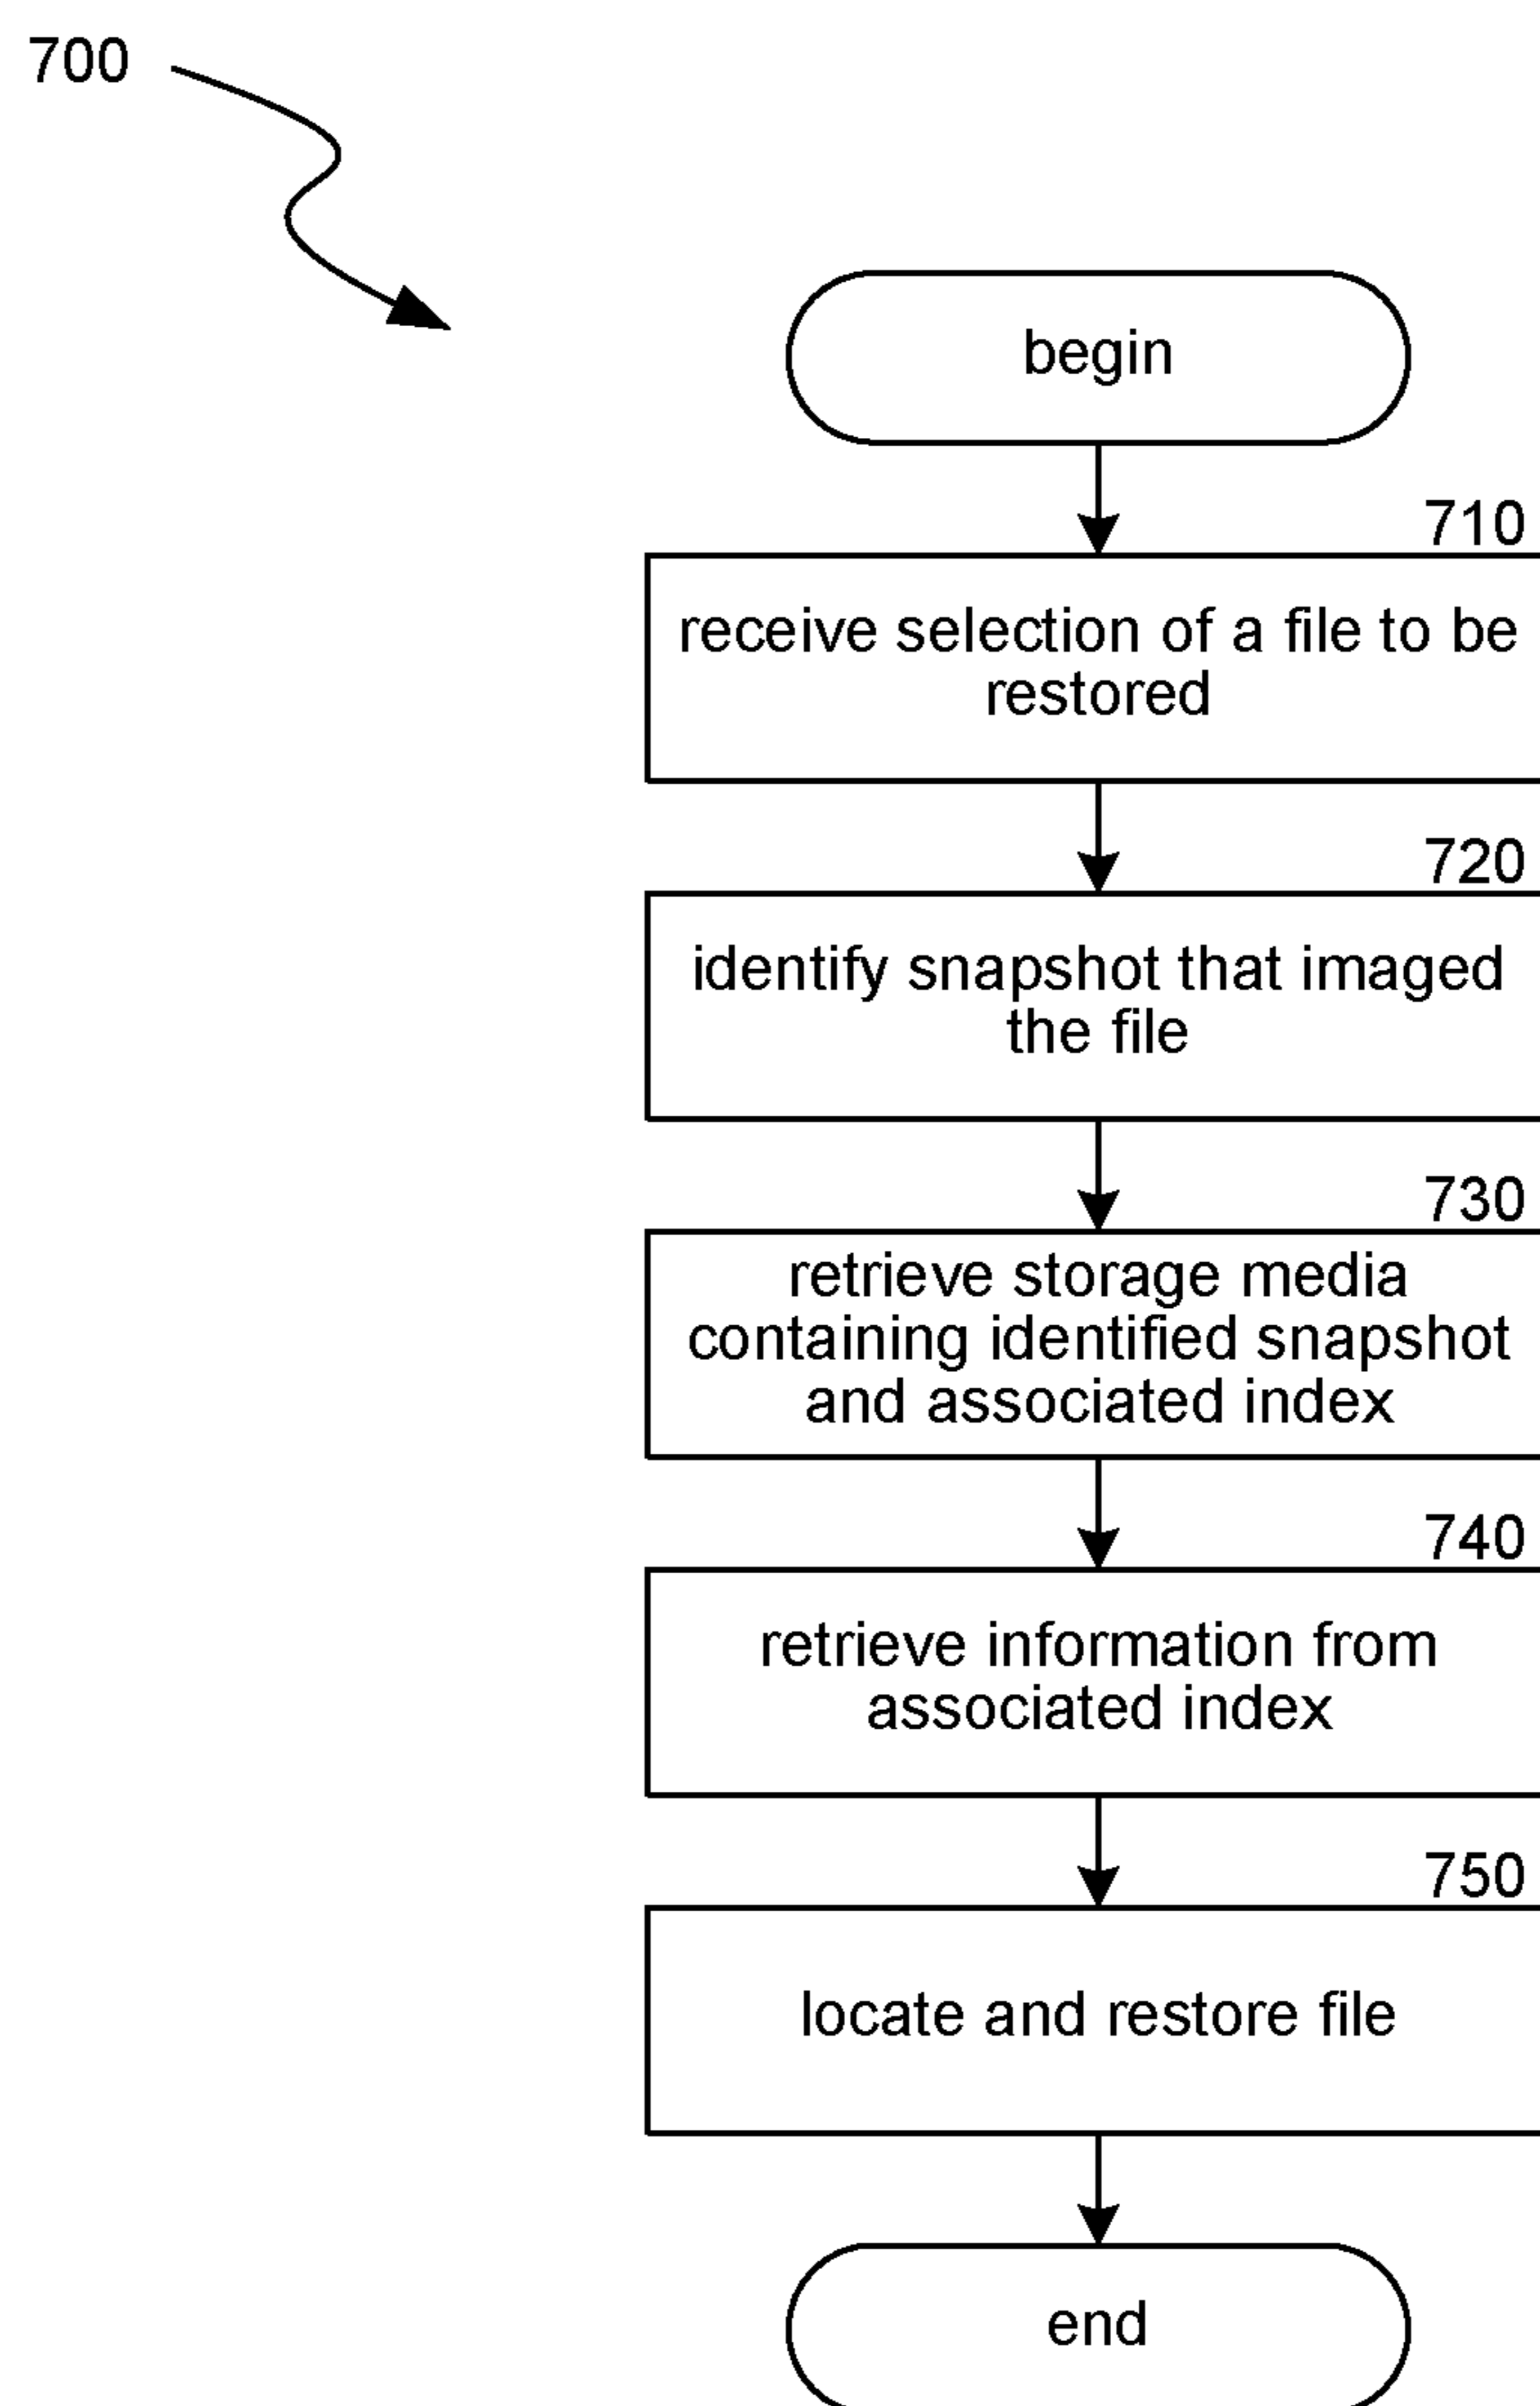 700
begin
710
receive selection of a file to be
restored
720
identify snapshot that imaged
the file
730
retrieve storage media
containing identified snapshot
and associated index
740
retrieve information from
associated index
750
locate and restore file
end